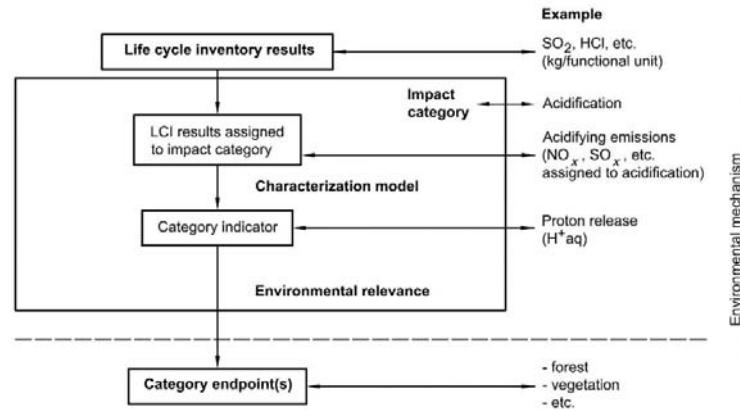 Example
Life cycle inventory results
SO2, HCl, etc.
(kg/functional unit)
Impact
category
Acidification
LCI results assigned
to impact category
Acidifying emissions
(NOx, SOx, etc.
assigned to acidification)
Characterization model
Category indicator
Proton release
(H+aq)
Environmental relevance
Environmental mechanism
Category endpoint(s)
- forest
- vegetation
- etc.